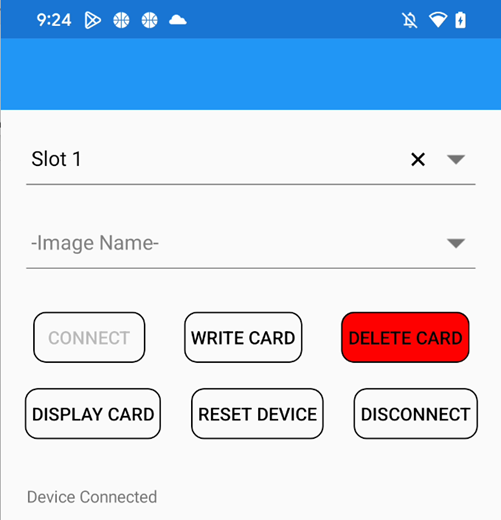 9:24
Slot 1
-Image Name-
CONNECT WRITE CARD DELETE CARD
DISPLAY CARD RESET DEVICE DISCONNECT
Device Connected